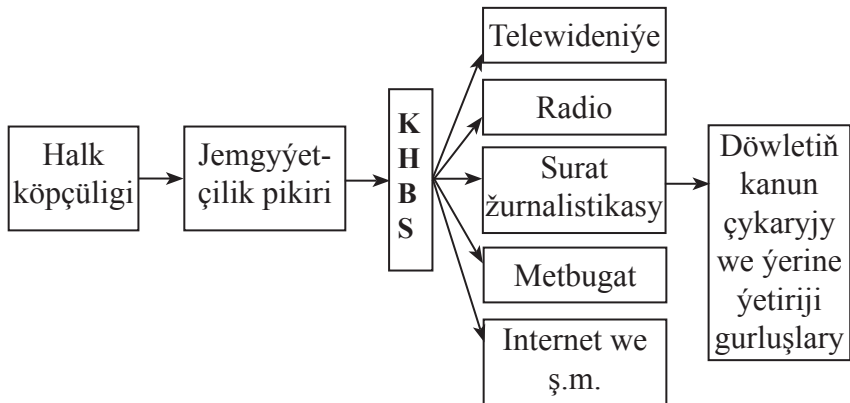 Halk
köpçüligi
Jemgyýet-
çilik pikiri
K
H
B
S
Telewideniýe
Radio
Surat
žurnalistikasy
Metbugat
Internet we
ş.m.
Döwletiň
kanun
çykaryjy
we ýerine
ýetiriji
gurluşlary